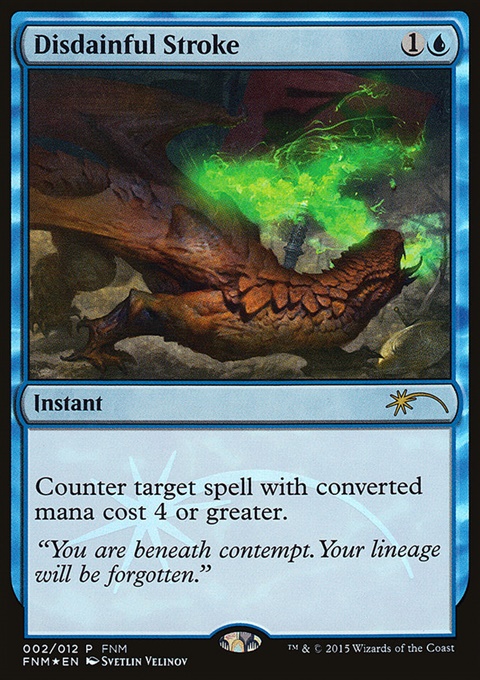 Disdainful Stroke 1
Instant
Counter target spell with converted
mana cost 4 or greater.
“You are beneath contempt. Your lineage
will be forgotten.”
002/012 P FNM
FNM★EN Svetlin Velinov
™ & © 2015 Wizards of the Coast